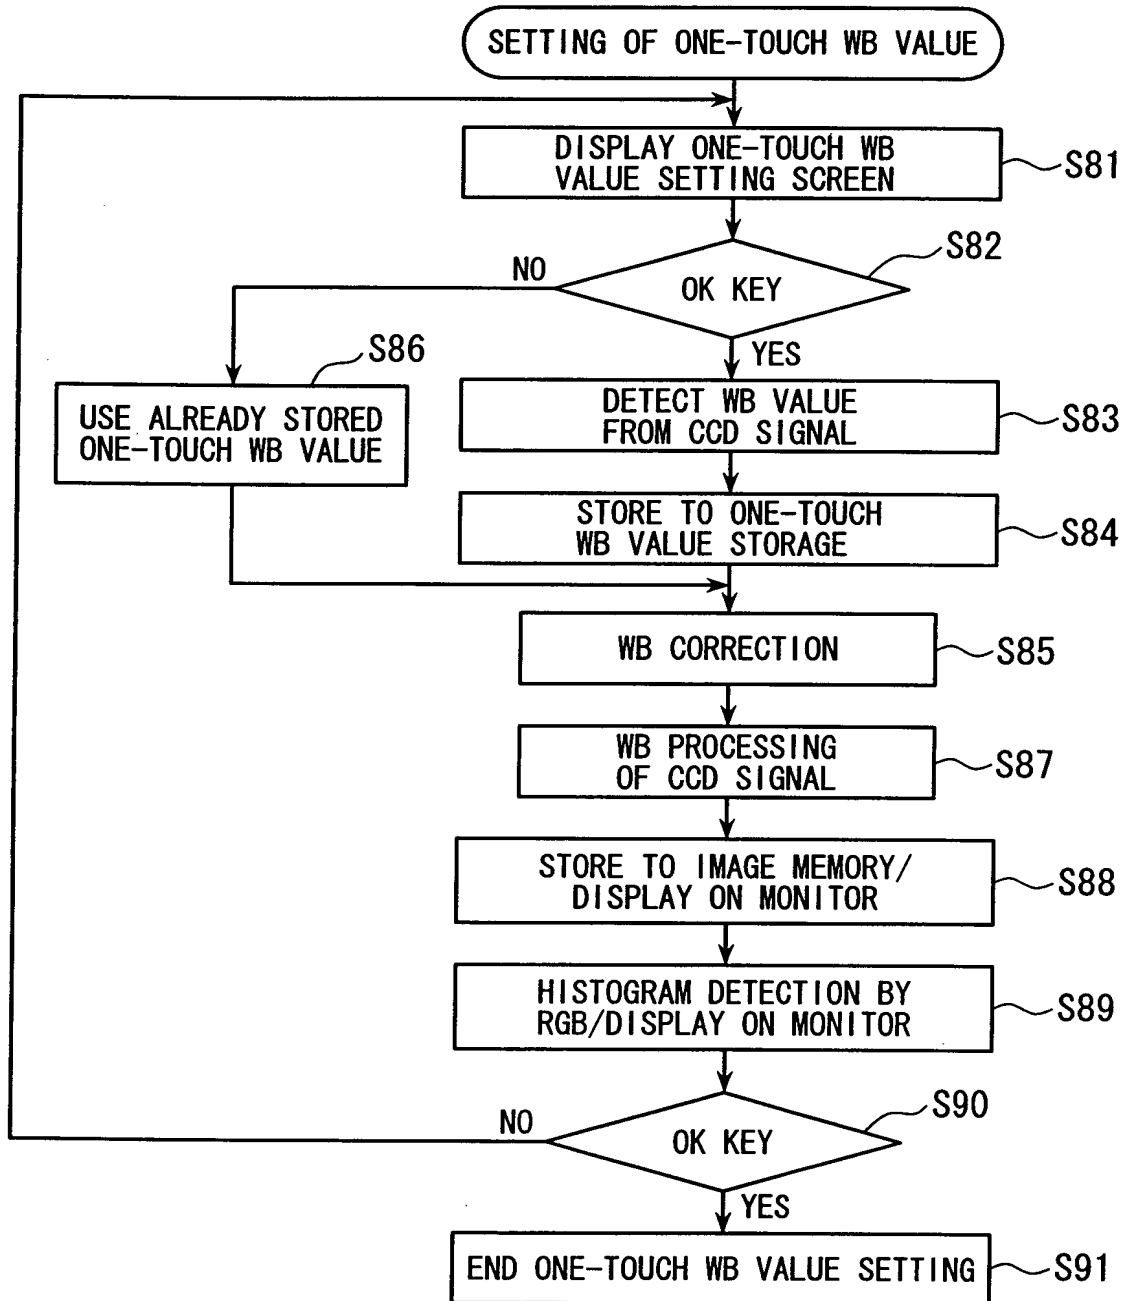 SETTING OF ONE-TOUCH WB VALUE
DISPLAY ONE-TOUCH WB
VALUE SETTING SCREEN
S81
S82
NO
OK KEY
YES
S86
USE ALREADY STORED
ONE-TOUCH WB VALUE
DETECT WB VALUE
FROM CCD SIGNAL
S83
STORE TO ONE-TOUCH
WB VALUE STORAGE
S84
WB CORRECTION
S85
WB PROCESSING
OF CCD SIGNAL
S87
STORE TO IMAGE MEMORY/
DISPLAY ON MONITOR
S88
HISTOGRAM DETECTION BY
RGB/DISPLAY ON MONITOR
S89
S90
NO
OK KEY
YES
END ONE-TOUCH WB VALUE SETTING
S91